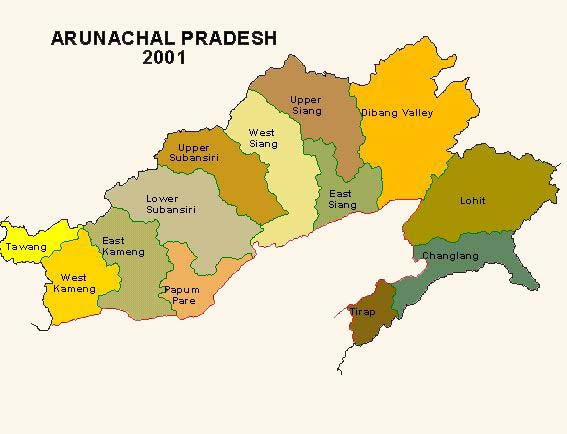 ARUNACHAL PRADESH
2001
Upper
Siang
Dibang Valley
West
Siang
Upper
Subansiri
East
Siang
Lower
Subansiri
Lohit
Tawang
East
Kameng
Changlang
West
Kameng
Papum
Pare
Tirap